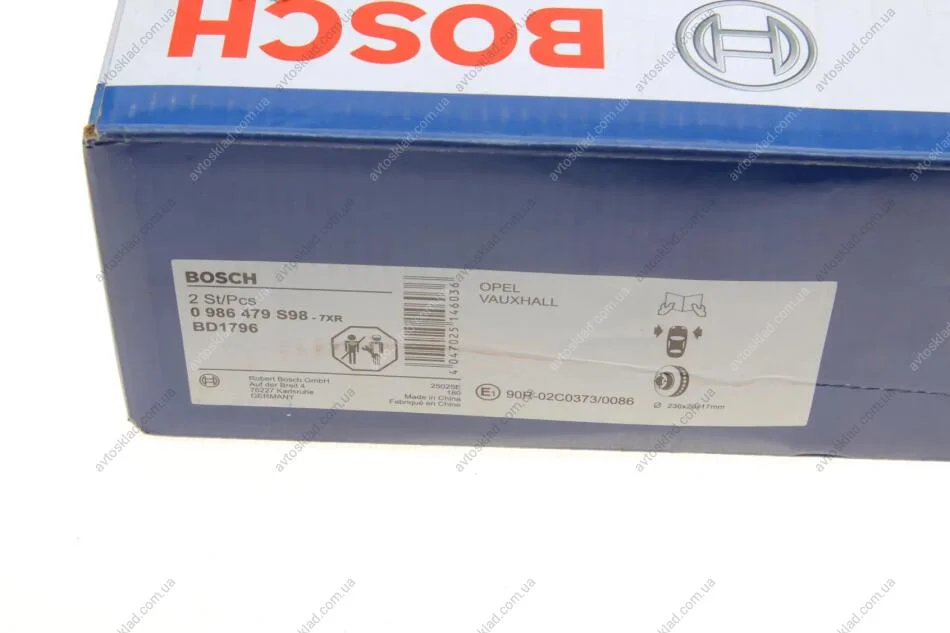 BOSCH
BOSCH
2 St/Pcs
0 986 479 S98 - 7XR
BD1796
4 047025 146036
OPEL
VAUXHALL
Robert Bosch GmbH
Auf der Breit 4
76227 Karlsruhe
GERMANY
25025E
180
Made in China
Fabriqué en Chine
E1 90R-02C0373/0086
avtosklad.com.ua